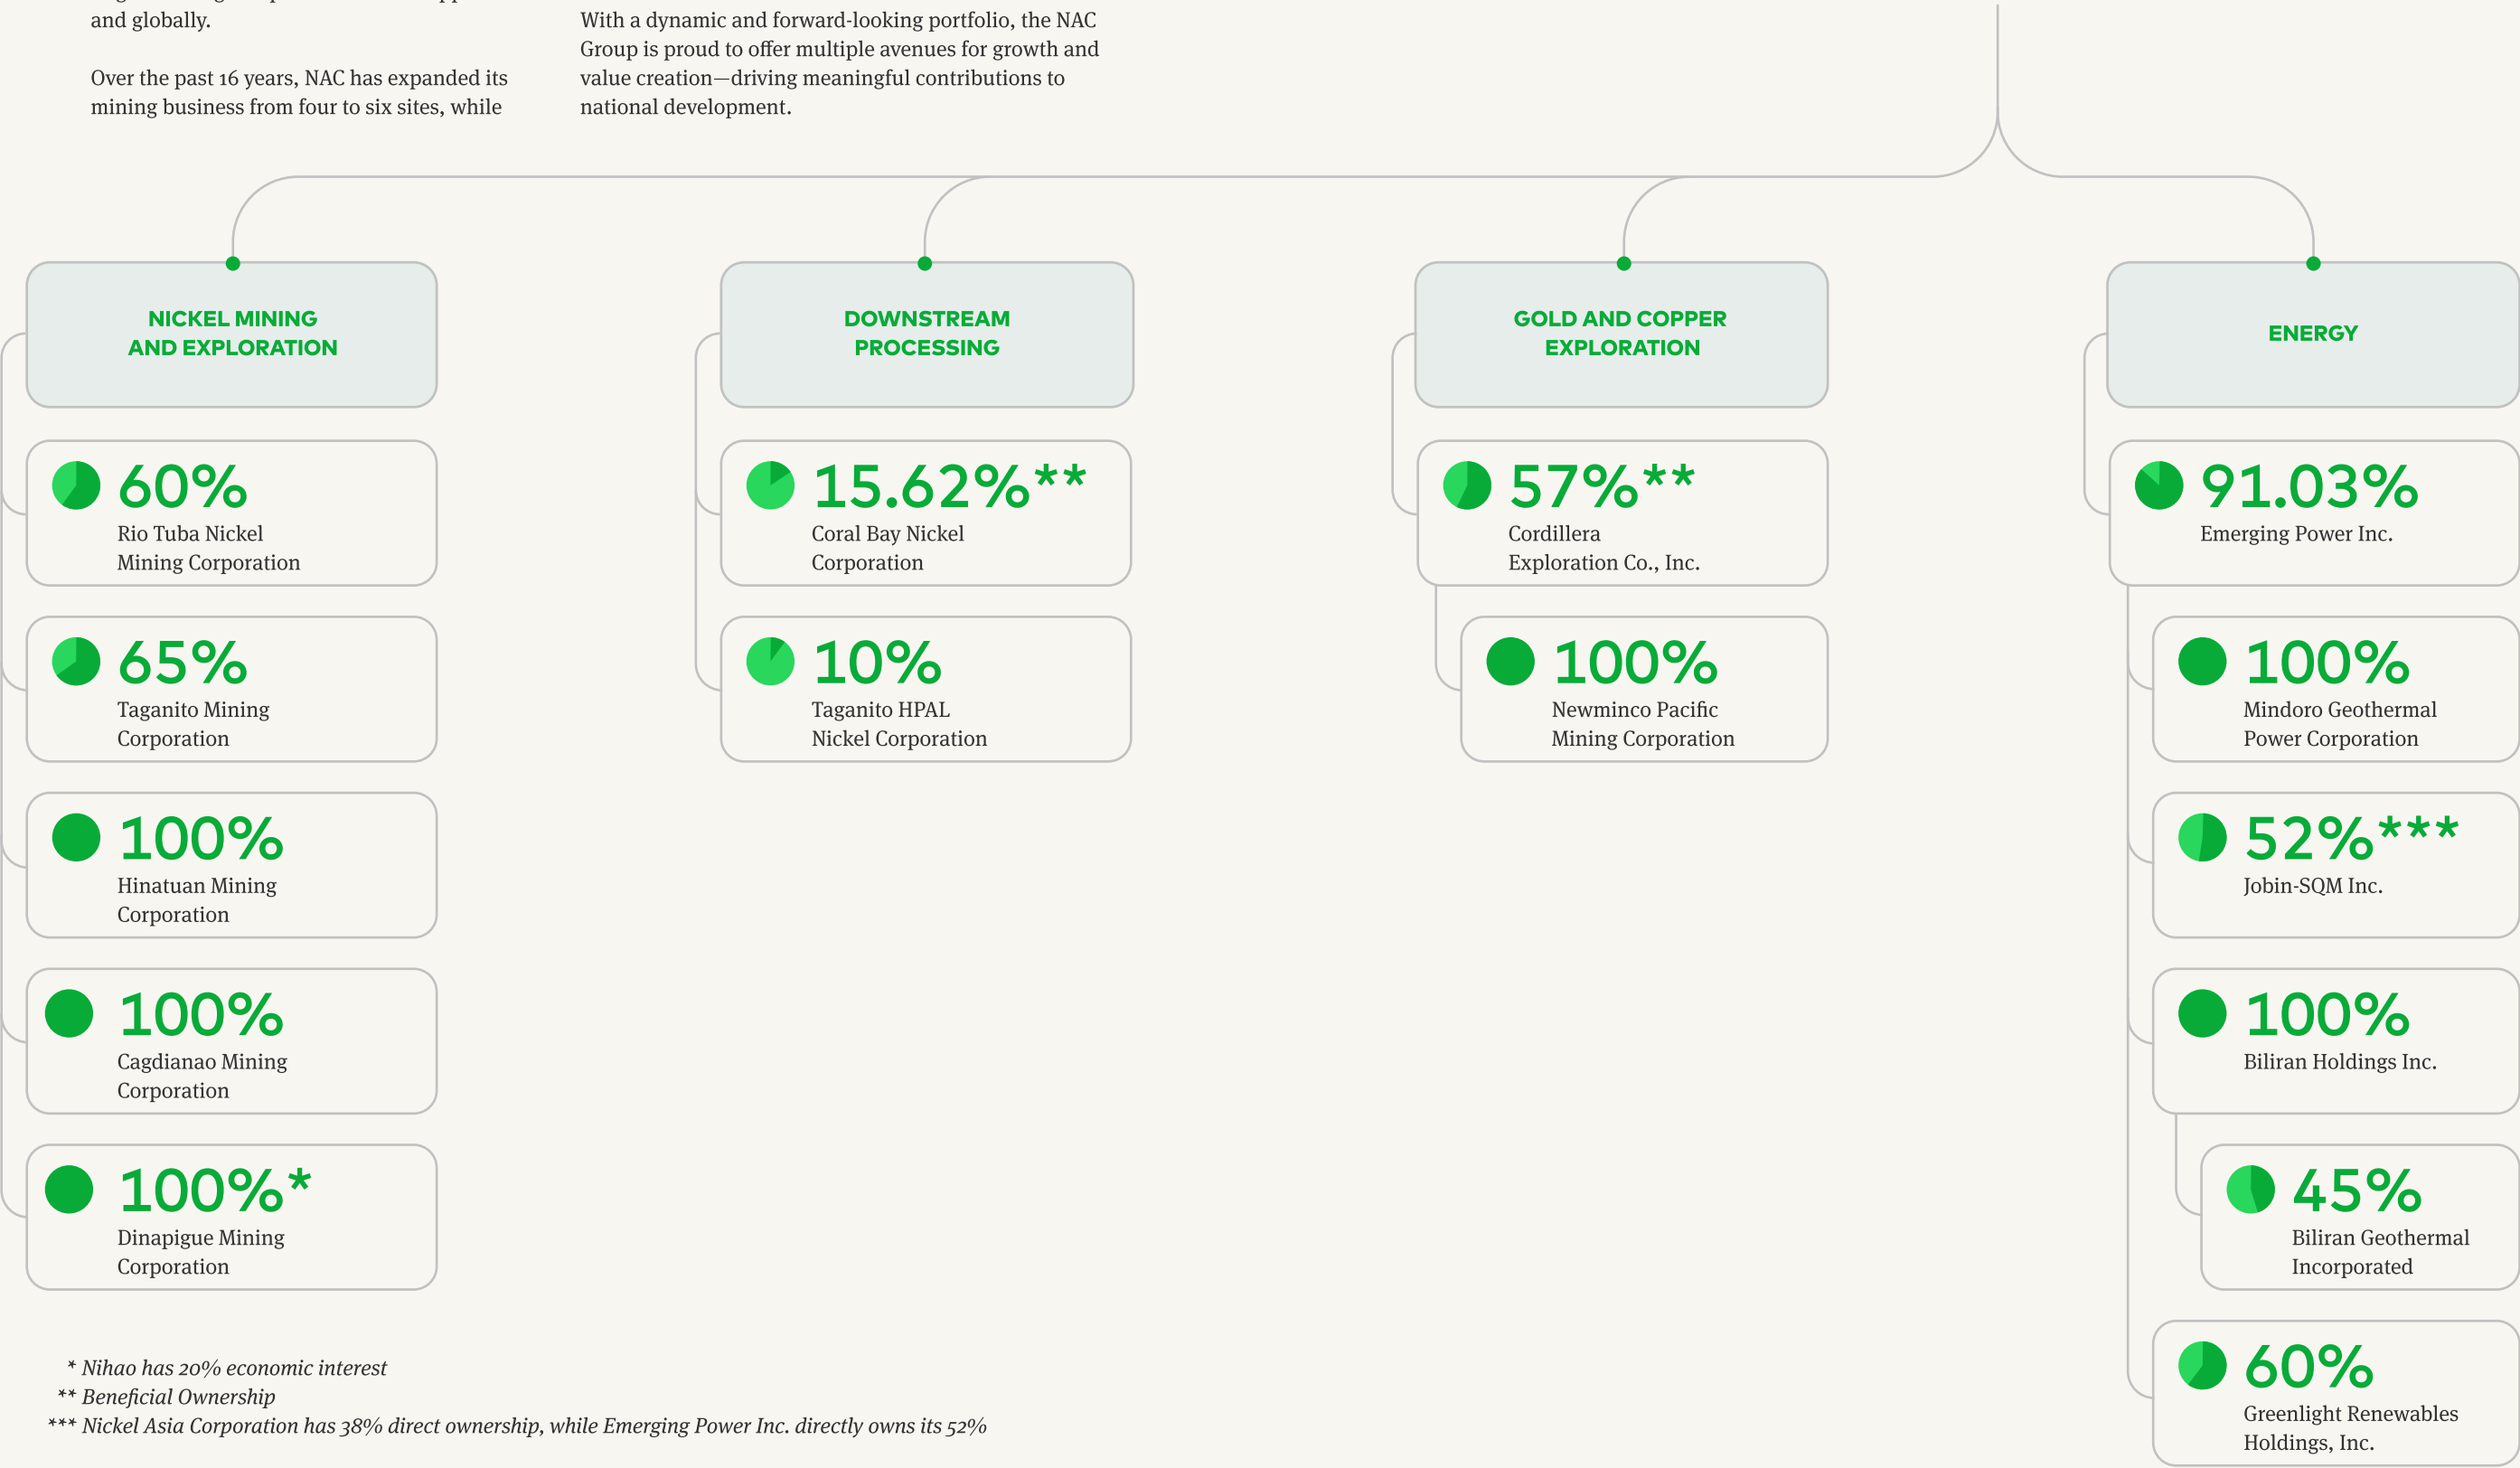 and globally.
Over the past 16 years, NAC has expanded its
mining business from four to six sites, while
With a dynamic and forward-looking portfolio, the NAC
Group is proud to offer multiple avenues for growth and
value creation—driving meaningful contributions to
national development.
NICKEL MINING
AND EXPLORATION
60%
Rio Tuba Nickel
Mining Corporation
65%
Taganito Mining
Corporation
100%
Hinatuan Mining
Corporation
100%
Cagdianao Mining
Corporation
100%*
Dinapigue Mining
Corporation
DOWNSTREAM
PROCESSING
15.62%**
Coral Bay Nickel
Corporation
10%
Taganito HPAL
Nickel Corporation
GOLD AND COPPER
EXPLORATION
57%**
Cordillera
Exploration Co., Inc.
100%
Newminco Pacific
Mining Corporation
ENERGY
91.03%
Emerging Power Inc.
100%
Mindoro Geothermal
Power Corporation
52%***
Jobin-SQM Inc.
100%
Biliran Holdings Inc.
45%
Biliran Geothermal
Incorporated
60%
Greenlight Renewables
Holdings, Inc.
* Nihao has 20% economic interest
** Beneficial Ownership
*** Nickel Asia Corporation has 38% direct ownership, while Emerging Power Inc. directly owns its 52%